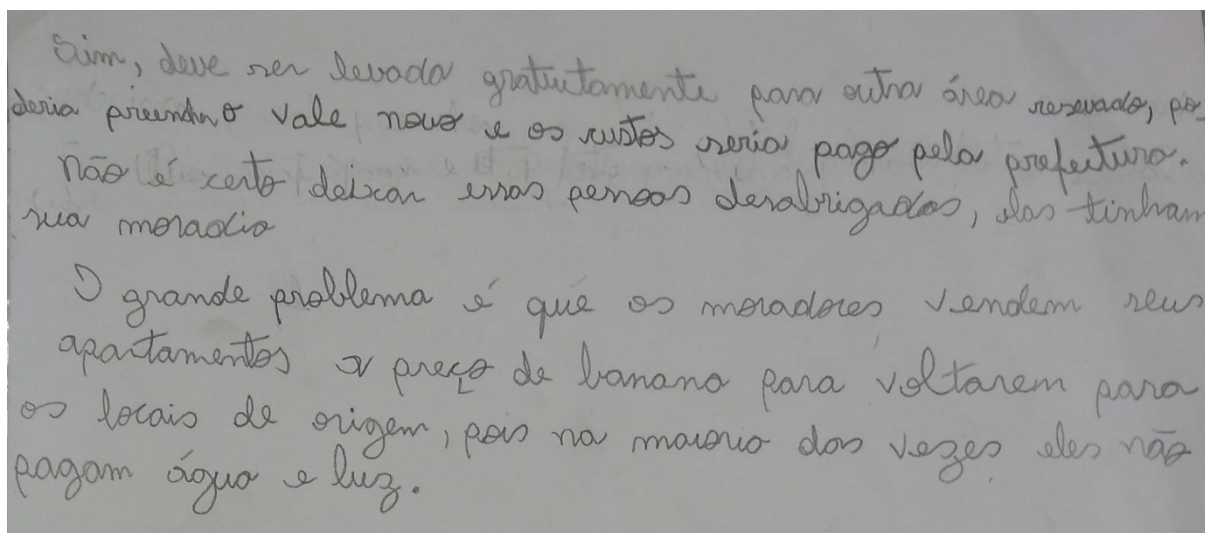 Sim, deve ser levada gratuitamente para outra área reservado, po-
deria preencher o vale novo e os custos seria pago pela prefeitura.
não é certo deixar essas pessoas desabrigadas, elas tinham
sua moradia
O grande problema é que os moradores vendem seus
apartamentos a preço de banana para voltarem para
os locais de origem, pois na maioria das vezes eles não
pagam água e luz.